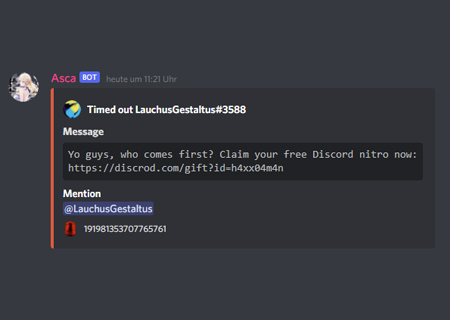 Asca BOT heute um 11:21 Uhr
Timed out LauchusGestaltus#3588
Message
Yo guys, who comes first? Claim your free Discord nitro now:
https://discrod.com/gift?id=h4xx04m4n
Mention
@LauchusGestaltus
191981353707765761